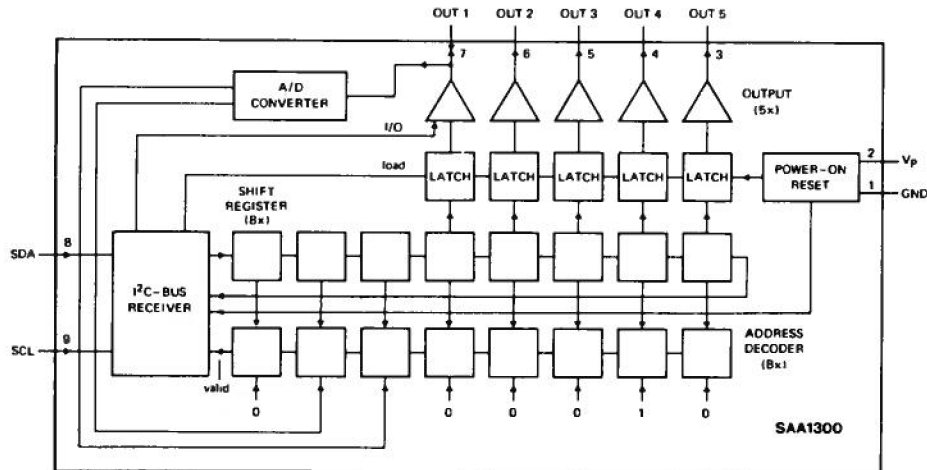 OUT 1 OUT 2 OUT 3 OUT 4 OUT 5
7 6 5 4 3
A/D
CONVERTER
OUTPUT
(5x)
I/O
load
LATCH LATCH LATCH LATCH LATCH
POWER-ON
RESET
2 VP
1 GND
SHIFT
REGISTER
(8x)
SDA 8
I²C-BUS
RECEIVER
SCL 9
valid
ADDRESS
DECODER
(8x)
0 0 0 0 1 0
SAA1300